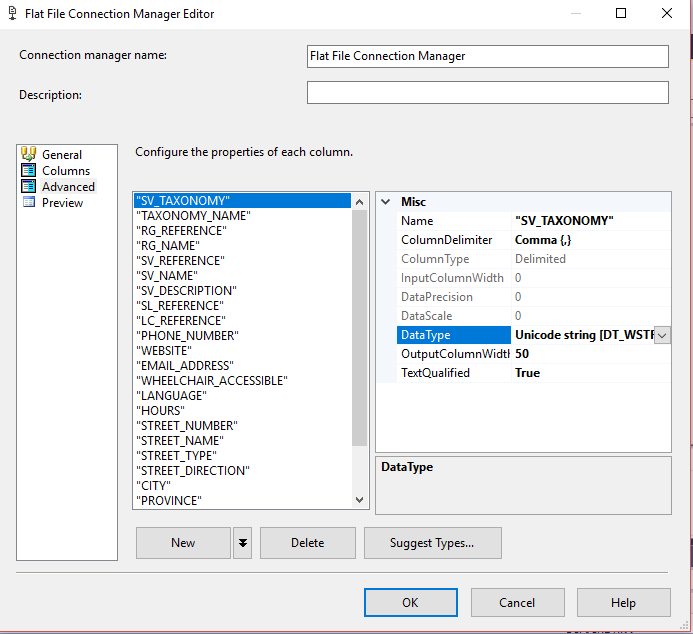 Flat File Connection Manager Editor
Connection manager name:
Flat File Connection Manager
Description:
General
Columns
Advanced
Preview
Configure the properties of each column.
"SV_TAXONOMY"
"TAXONOMY_NAME"
"RG_REFERENCE"
"RG_NAME"
"SV_REFERENCE"
"SV_NAME"
"SV_DESCRIPTION"
"SL_REFERENCE"
"LC_REFERENCE"
"PHONE_NUMBER"
"WEBSITE"
"EMAIL_ADDRESS"
"WHEELCHAIR_ACCESSIBLE"
"LANGUAGE"
"HOURS"
"STREET_NUMBER"
"STREET_NAME"
"STREET_TYPE"
"STREET_DIRECTION"
"CITY"
"PROVINCE"
Misc
Name "SV_TAXONOMY"
ColumnDelimiter Comma {,}
ColumnType Delimited
InputColumnWidth 0
DataPrecision 0
DataScale 0
DataType Unicode string [DT_WSTR
OutputColumnWidth 50
TextQualified True
DataType
New
Delete
Suggest Types...
OK
Cancel
Help